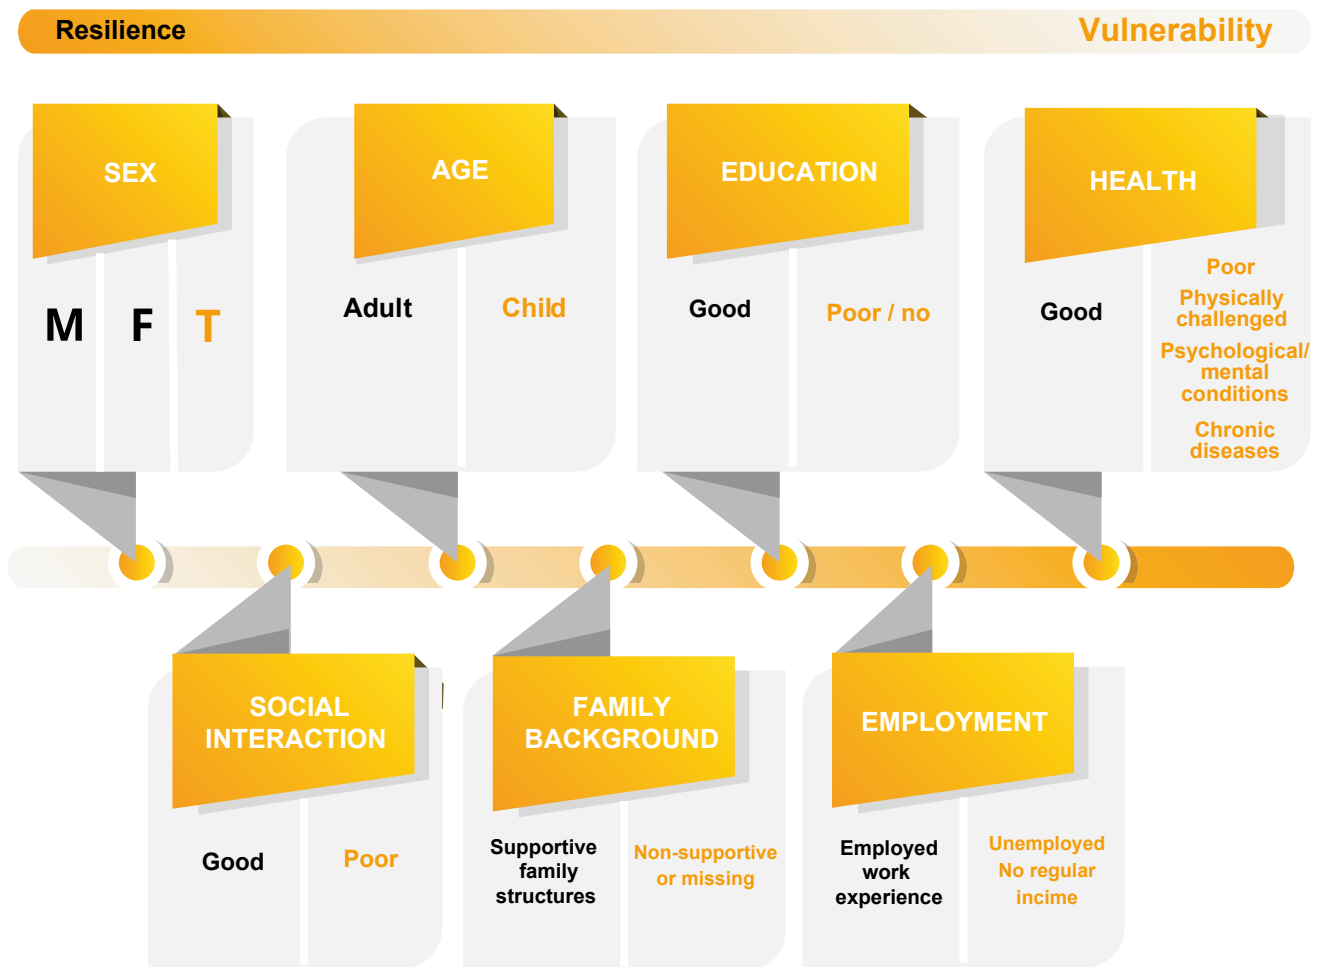 Resilience
Vulnerability
SEX
M F T
AGE
Adult
Child
EDUCATION
Good
Poor / no
HEALTH
Good
Poor
Physically
challenged
Psychological/
mental
conditions
Chronic
diseases
SOCIAL
INTERACTION
Good
Poor
FAMILY
BACKGROUND
Supportive
family
structures
Non-supportive
or missing
EMPLOYMENT
Employed
work
experience
Unemployed
No regular
incime